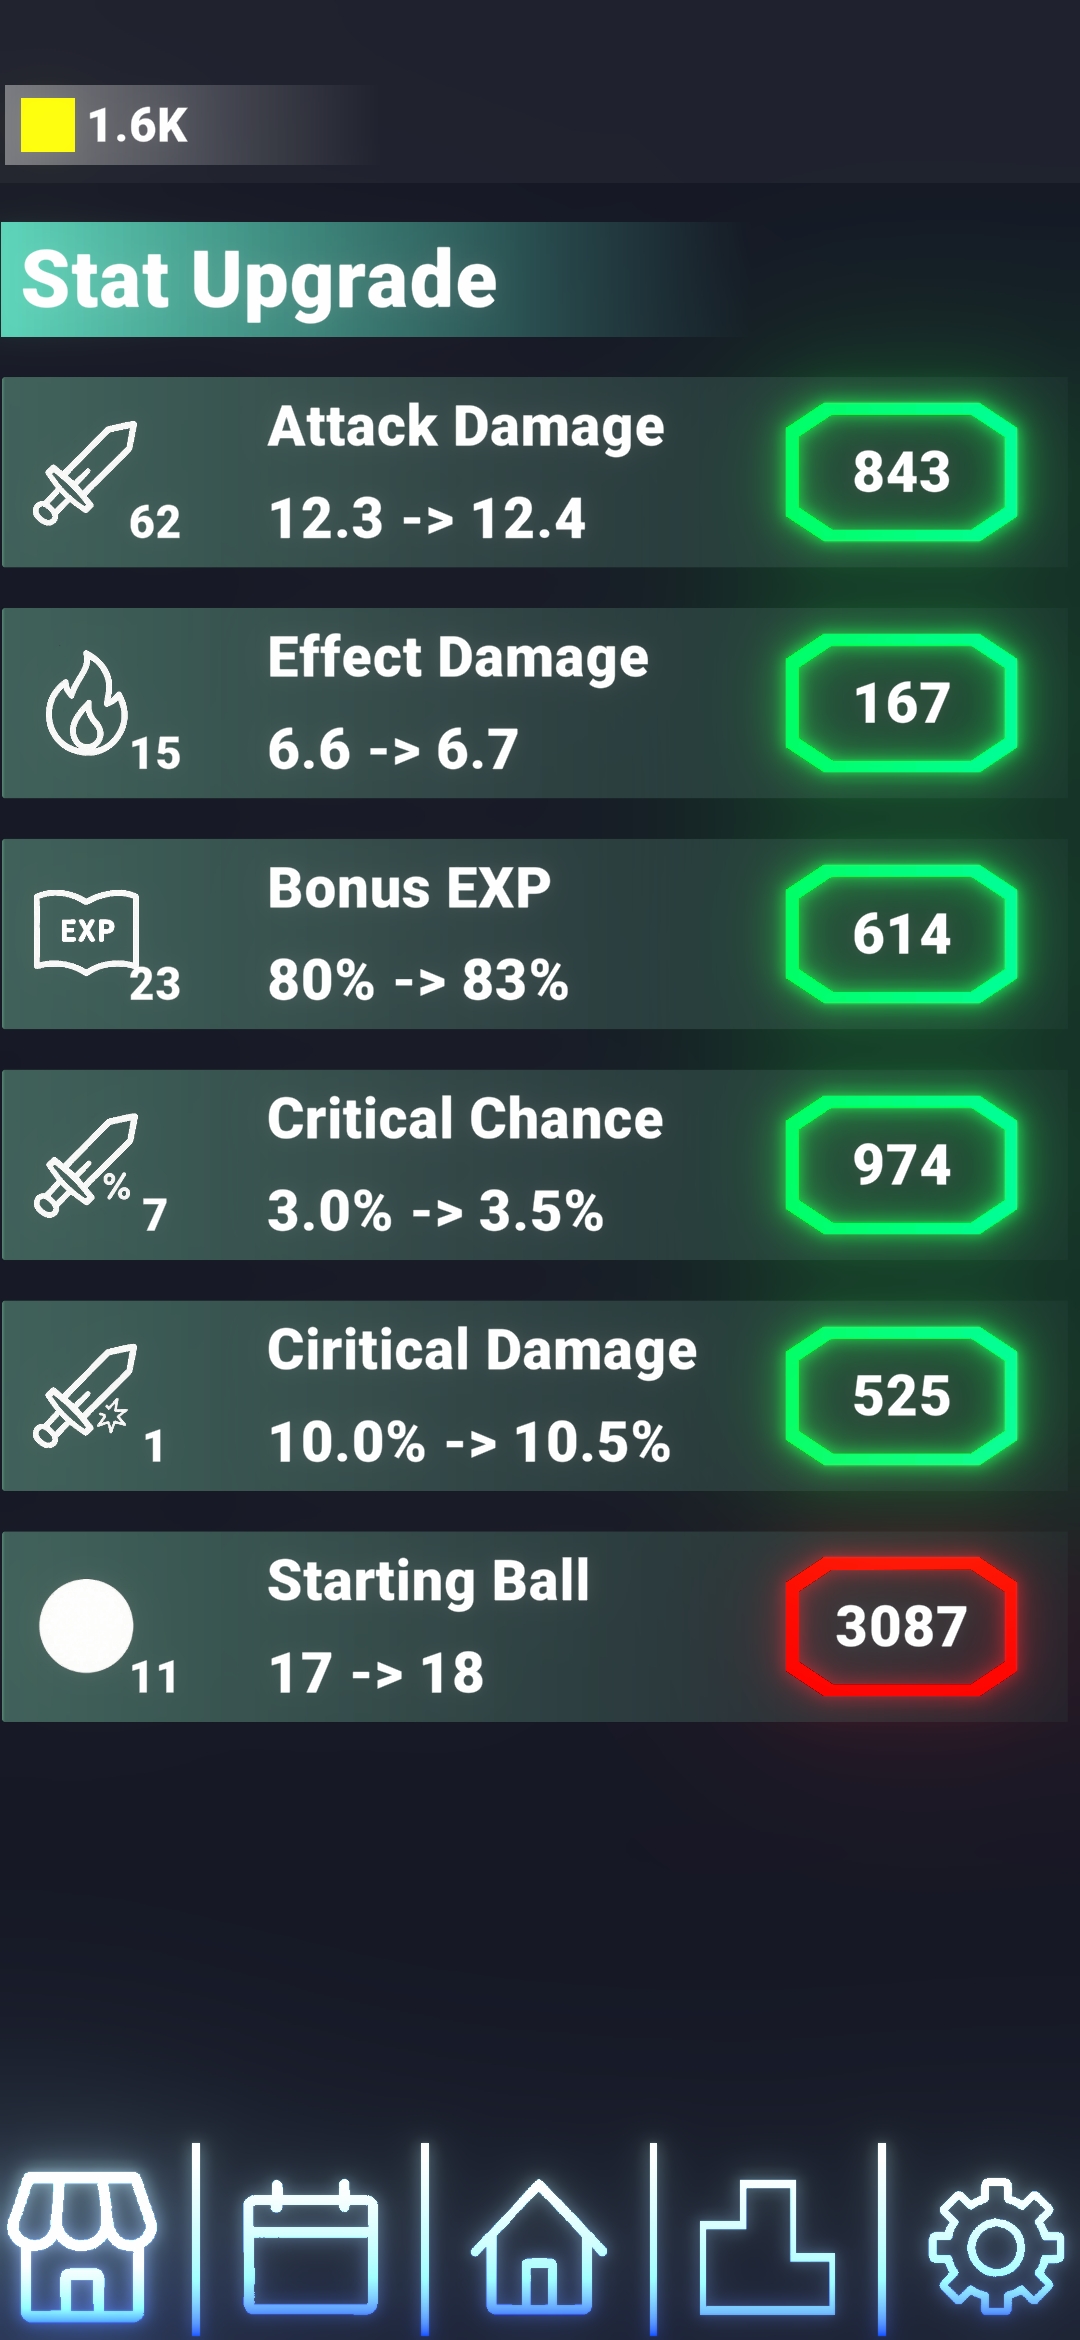 1.6K
Stat Upgrade
Attack Damage
62
12.3 -> 12.4
843
Effect Damage
15
6.6 -> 6.7
167
Bonus EXP
EXP
23
80% -> 83%
614
Critical Chance
%
7
3.0% -> 3.5%
974
Ciritical Damage
1
10.0% -> 10.5%
525
Starting Ball
11
17 -> 18
3087